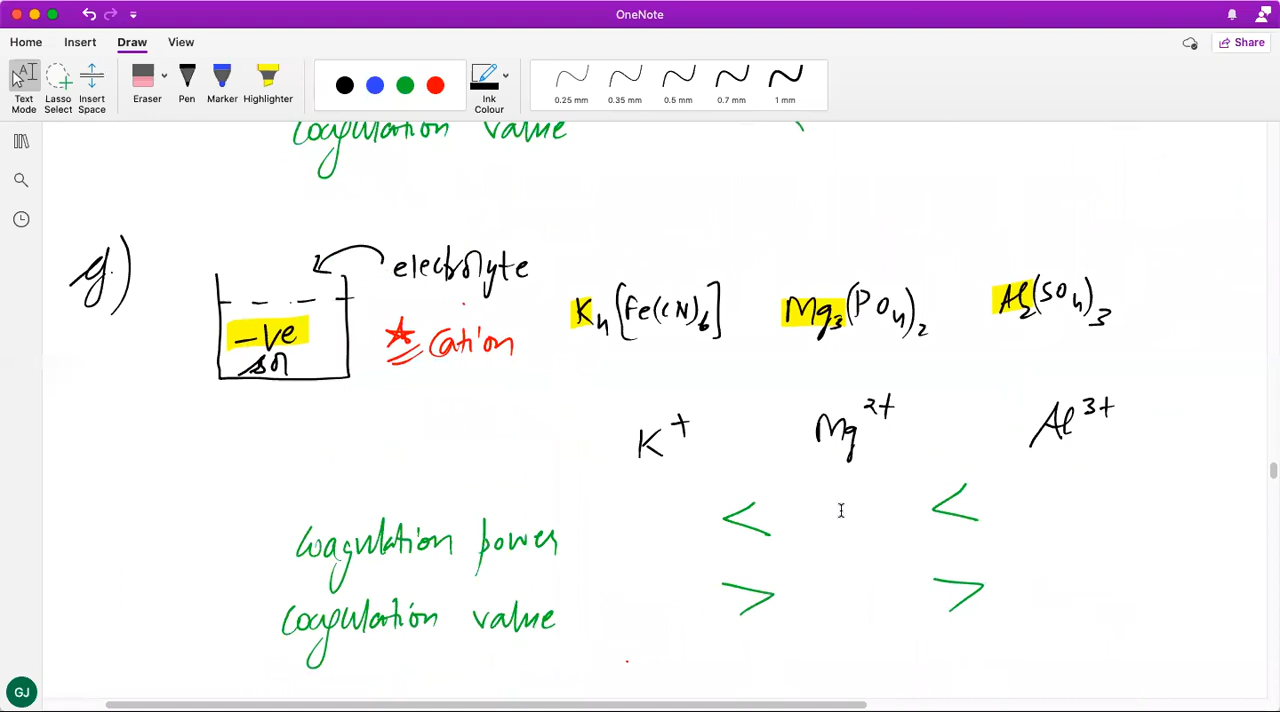 OneNote
Home Insert Draw View
Share
Text Mode
Lasso Select
Insert Space
Eraser
Pen
Marker
Highlighter
Ink Colour
0.25 mm
0.35 mm
0.5 mm
0.7 mm
1 mm
Coagulation value <
g.)
electrolyte
-ve
sol
* Cation
K4[Fe(CN)6] Mg3(PO4)2 Al2(SO4)3
K+ Mg2+ Al3+
Coagulation power < <
Coagulation value > >
GJ